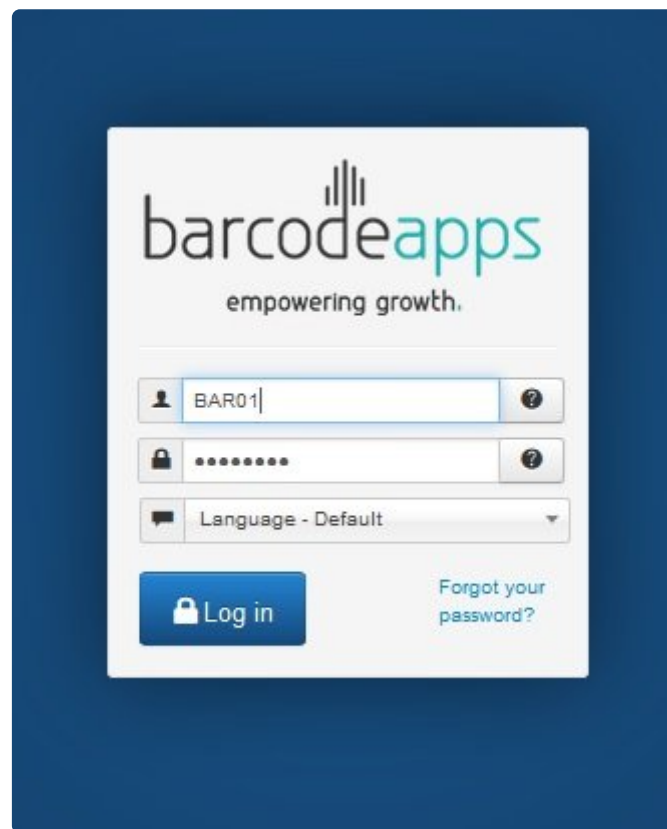 barcodeapps
empowering growth.
BAR01
••••••••
Language - Default
Log in
Forgot your
password?